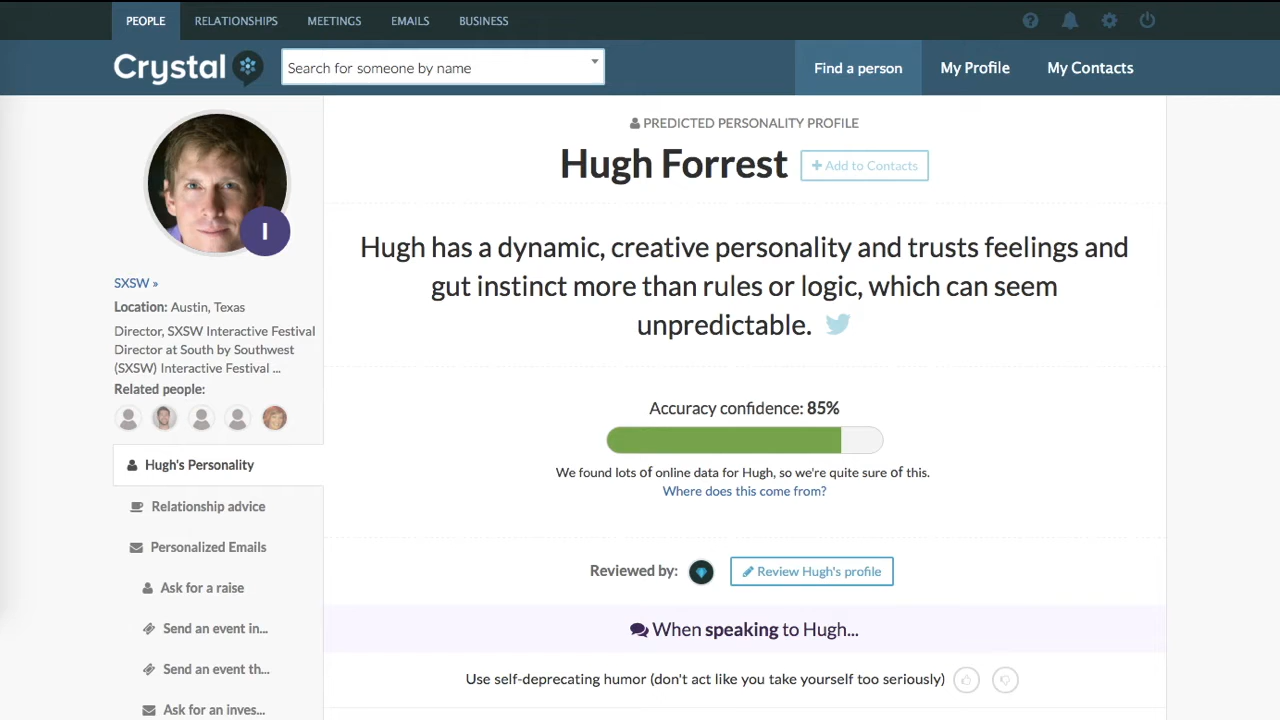 PEOPLE RELATIONSHIPS MEETINGS EMAILS BUSINESS
Crystal Search for someone by name Find a person My Profile My Contacts
I
SXSW »
Location: Austin, Texas
Director, SXSW Interactive Festival
Director at South by Southwest
(SXSW) Interactive Festival ...
Related people:
Hugh's Personality
Relationship advice
Personalized Emails
Ask for a raise
Send an event in...
Send an event th...
Ask for an inves...
PREDICTED PERSONALITY PROFILE
Hugh Forrest + Add to Contacts
Hugh has a dynamic, creative personality and trusts feelings and
gut instinct more than rules or logic, which can seem
unpredictable.
Accuracy confidence: 85%
We found lots of online data for Hugh, so we're quite sure of this.
Where does this come from?
Reviewed by: Review Hugh's profile
When speaking to Hugh...
Use self-deprecating humor (don't act like you take yourself too seriously)